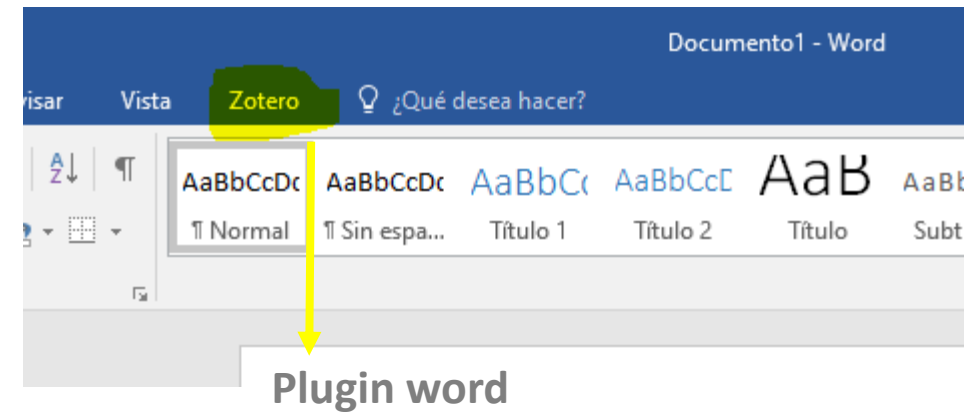 Documento1 - Word
visar Vista Zotero ¿Qué desea hacer?
AaBbCcDc AaBbCcDc AaBbC AaBbCcE AaB AaBb
¶ Normal ¶ Sin espa... Título 1 Título 2 Título Subt
Plugin word